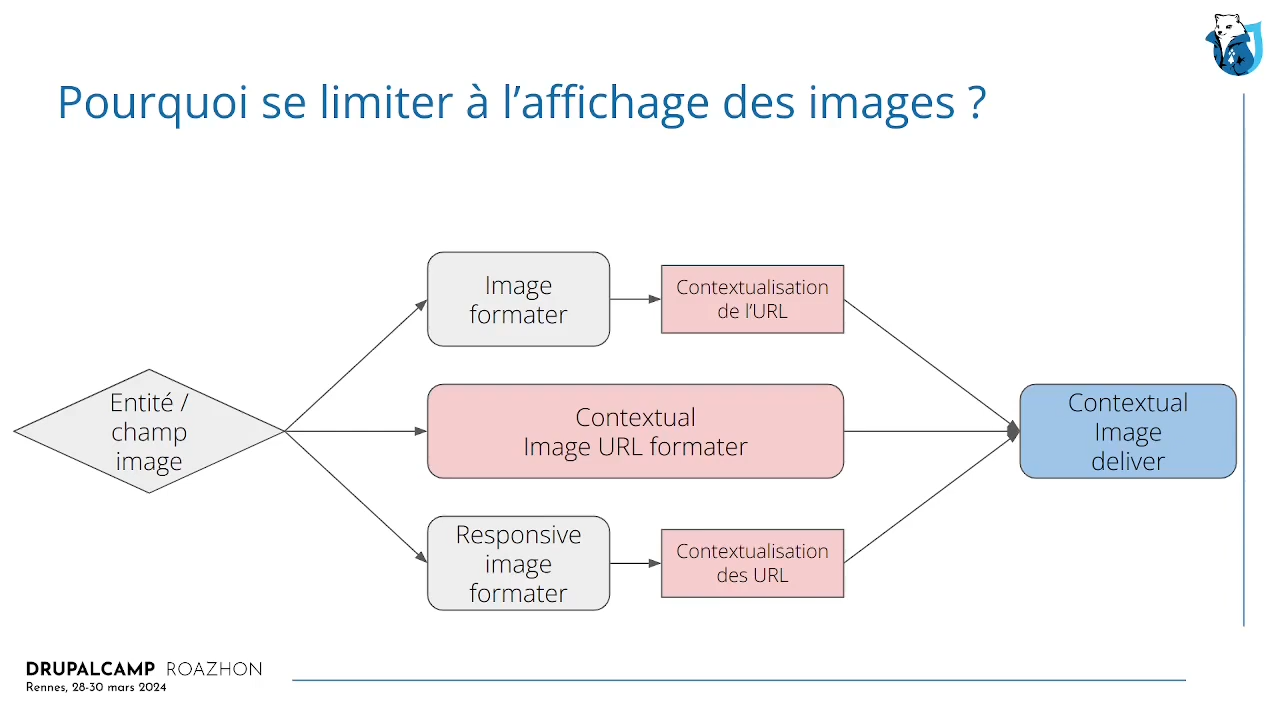 Pourquoi se limiter à l’affichage des images ?
Image
formater
Contextualisation
de l’URL
Entité /
champ
image
Contextual
Image URL formater
Contextual
Image
deliver
Responsive
image
formater
Contextualisation
des URL
DRUPALCAMP ROAZHON
Rennes, 28-30 mars 2024